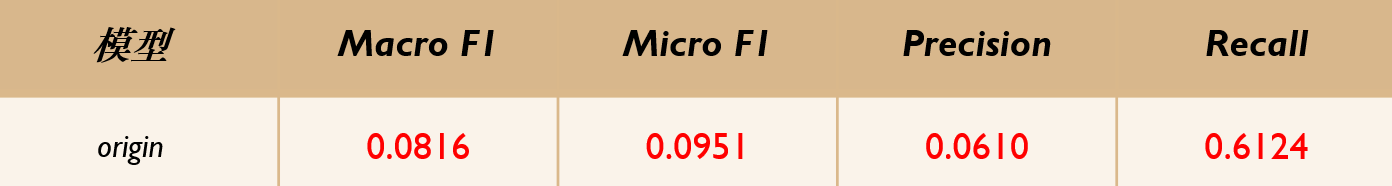 模型 Macro F1 Micro F1 Precision Recall
origin 0.0816 0.0951 0.0610 0.6124